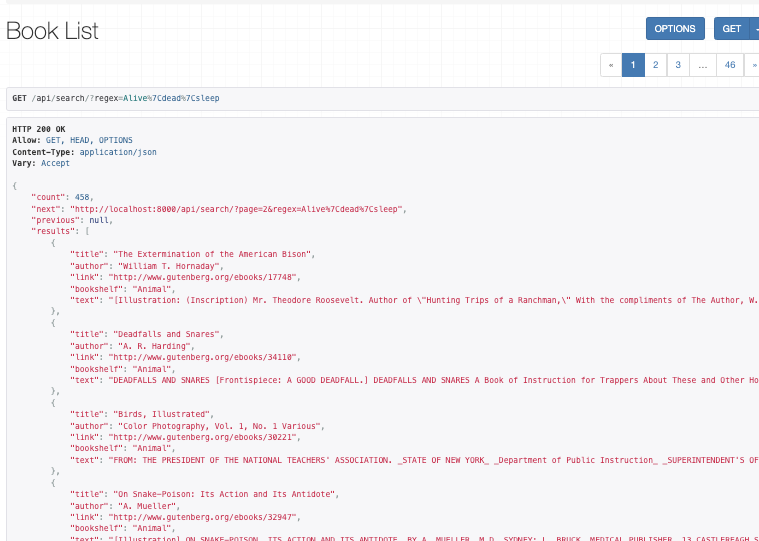 Book List
OPTIONS
GET
« 1 2 3 ... 46 »
GET /api/search/?regex=Alive%7Cdead%7Csleep
HTTP 200 OK
Allow: GET, HEAD, OPTIONS
Content-Type: application/json
Vary: Accept
{
"count": 458,
"next": "http://localhost:8000/api/search/?page=2&regex=Alive%7Cdead%7Csleep",
"previous": null,
"results": [
{
"title": "The Extermination of the American Bison",
"author": "William T. Hornaday",
"link": "http://www.gutenberg.org/ebooks/17748",
"bookshelf": "Animal",
"text": "[Illustration: (Inscription) Mr. Theodore Roosevelt. Author of \"Hunting Trips of a Ranchman,\" With the compliments of The Author, W.
},
{
"title": "Deadfalls and Snares",
"author": "A. R. Harding",
"link": "http://www.gutenberg.org/ebooks/34110",
"bookshelf": "Animal",
"text": "DEADFALLS AND SNARES [Frontispiece: A GOOD DEADFALL.] DEADFALLS AND SNARES A Book of Instruction for Trappers About These and Other Ho
},
{
"title": "Birds, Illustrated",
"author": "Color Photography, Vol. 1, No. 1 Various",
"link": "http://www.gutenberg.org/ebooks/30221",
"bookshelf": "Animal",
"text": "FROM: THE PRESIDENT OF THE NATIONAL TEACHERS' ASSOCIATION. _STATE OF NEW YORK_ _Department of Public Instruction_ _SUPERINTENDENT'S OF
},
{
"title": "On Snake-Poison: Its Action and Its Antidote",
"author": "A. Mueller",
"link": "http://www.gutenberg.org/ebooks/32947",
"bookshelf": "Animal",
"text": "[Illustration] ON SNAKE-POISON. ITS ACTION AND ITS ANTIDOTE. BY A. MUELLER, M.D. SYDNEY: L. BRUCK, MEDICAL PUBLISHER, 13 CASTLEREAGH S